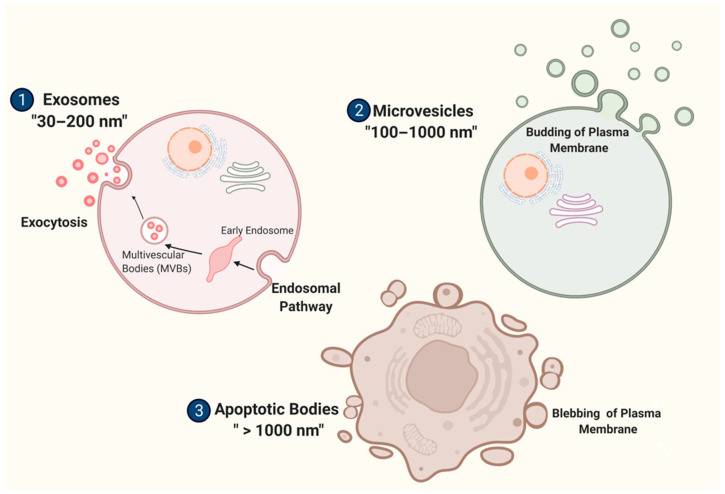 1 Exosomes
"30–200 nm"
Exocytosis
Early Endosome
Multivescular
Bodies (MVBs)
Endosomal
Pathway
2 Microvesicles
"100–1000 nm"
Budding of Plasma
Membrane
3 Apoptotic Bodies
" > 1000 nm"
Blebbing of Plasma
Membrane